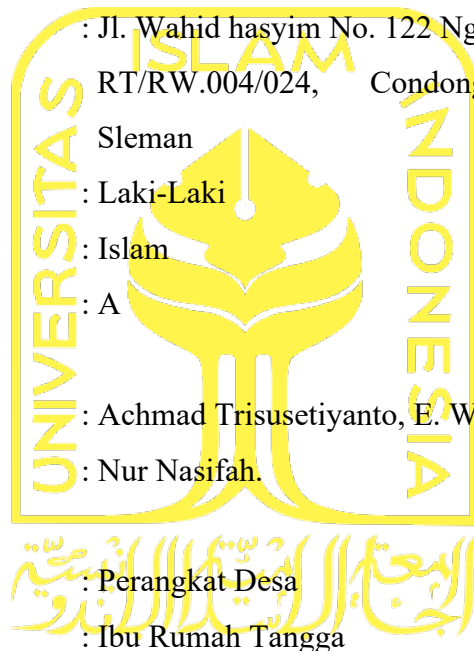 : Jl. Wahid hasyim No. 122 Ng
RT/RW.004/024, Condong
Sleman
: Laki-Laki
: Islam
: A
: Achmad Trisusetiyanto, E. W
: Nur Nasifah.
: Perangkat Desa
: Ibu Rumah Tangga
ISLAM
UNIVERSITAS
INDONESIA